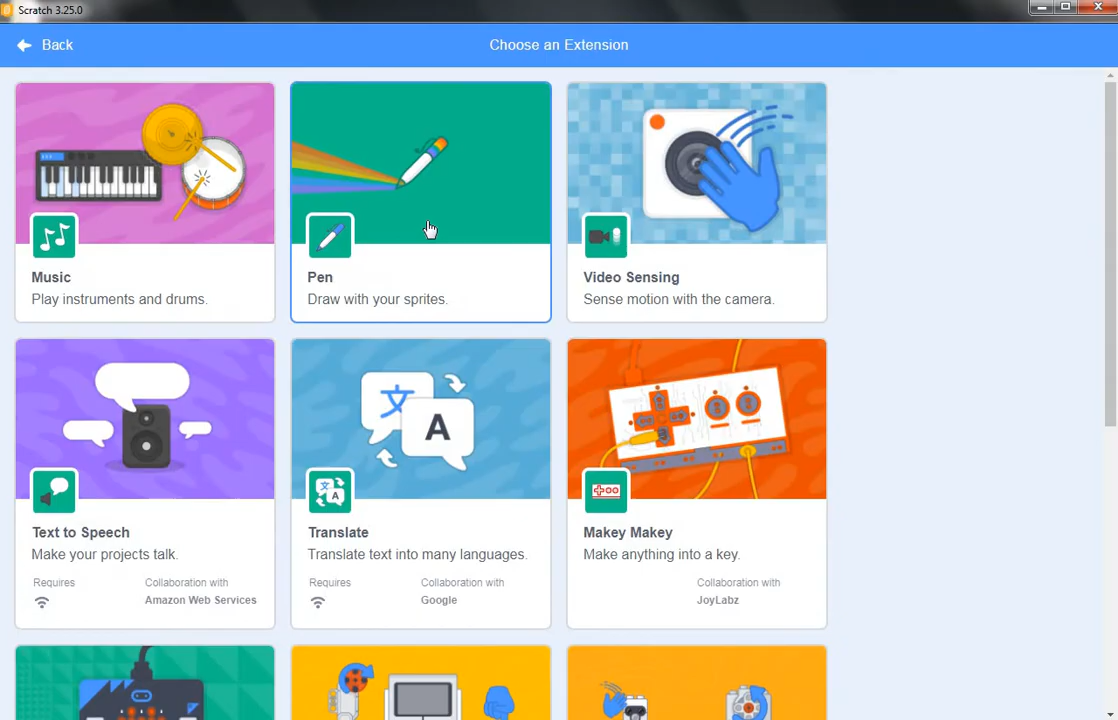 Scratch 3.25.0
Back
Choose an Extension
Music
Play instruments and drums.
Pen
Draw with your sprites.
Video Sensing
Sense motion with the camera.
文
A
Text to Speech
Make your projects talk.
Requires
Collaboration with
Amazon Web Services
Translate
Translate text into many languages.
Requires
Collaboration with
Google
Makey Makey
Make anything into a key.
Collaboration with
JoyLabz